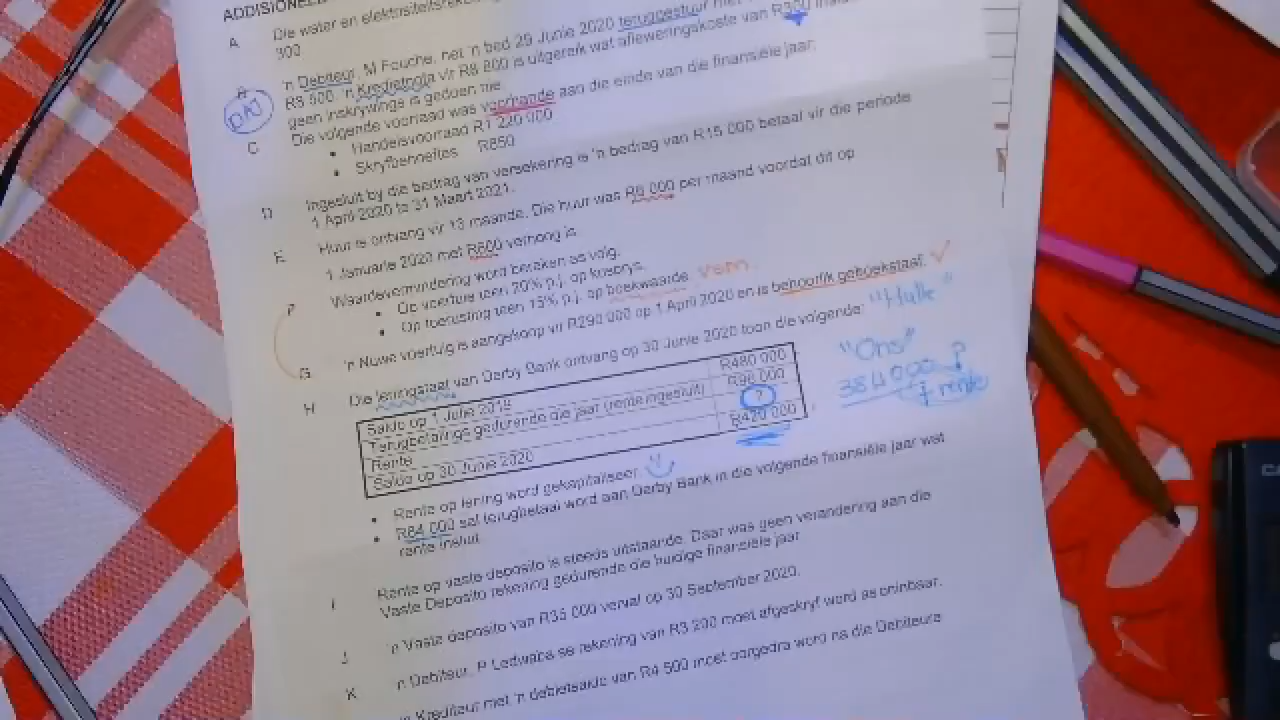 ADDISIONELE
A Die water en elektrisiteitsreke
300
B 'n Debiteur, M Fouche, het 'n bed 29 Junie 2020 teruggestuur
R8 800 'n Kredietnota vir R8 800 is uitgereik wat afleweringskoste van R300
geen inskrywings is gedoen nie.
C Die volgende voorraad was voorhande aan die einde van die finansiële jaar:
• Handelsvoorraad R1 220 000
• Skryfbehoeftes R850
D Ingesluit by die bedrag van versekering is 'n bedrag van R15 000 betaal vir die periode
1 April 2020 to 31 Maart 2021.
E Huur is ontvang vir 13 maande. Die huur was R8 000 per maand voordat dit op
1 Januarie 2020 met R800 verhoog is.
F Waardevermindering word bereken as volg:
• Op voertuie teen 20% p.j. op kosprys.
• Op toerusting teen 15% p.j. op boekwaarde. Verm
G 'n Nuwe voertuig is aangekoop vir R290 000 op 1 April 2020 en is behoorlik geboekstaaf. ✓
H Die leningstaat van Derby Bank ontvang op 30 Junie 2020 toon die volgende: "Hulle"
Saldo op 1 Julie 2019 R480 000
Terugbetalings gedurende die jaar (rente ingesluit) R96 000
Rente ?
Saldo op 30 Junie 2020 R420 000
"Ons"
384 000 ?
+ rente
• Rente op lening word gekapitaliseer.
• R84 000 sal terugbetaal word aan Derby Bank in die volgende finansiële jaar wat
rente insluit.
I Rente op vaste deposito is steeds uitstaande. Daar was geen verandering aan die
Vaste Deposito rekening gedurende die huidige finansiële jaar
'n Vaste deposito van R35 000 verval op 30 September 2020.
J 'n Debiteur, P Ledwaba se rekening van R3 200 moet afgeskryf word as oninbaar.
K 'n Krediteur met 'n debietsaldo van R4 500 moet oorgedra word na die Debiteure